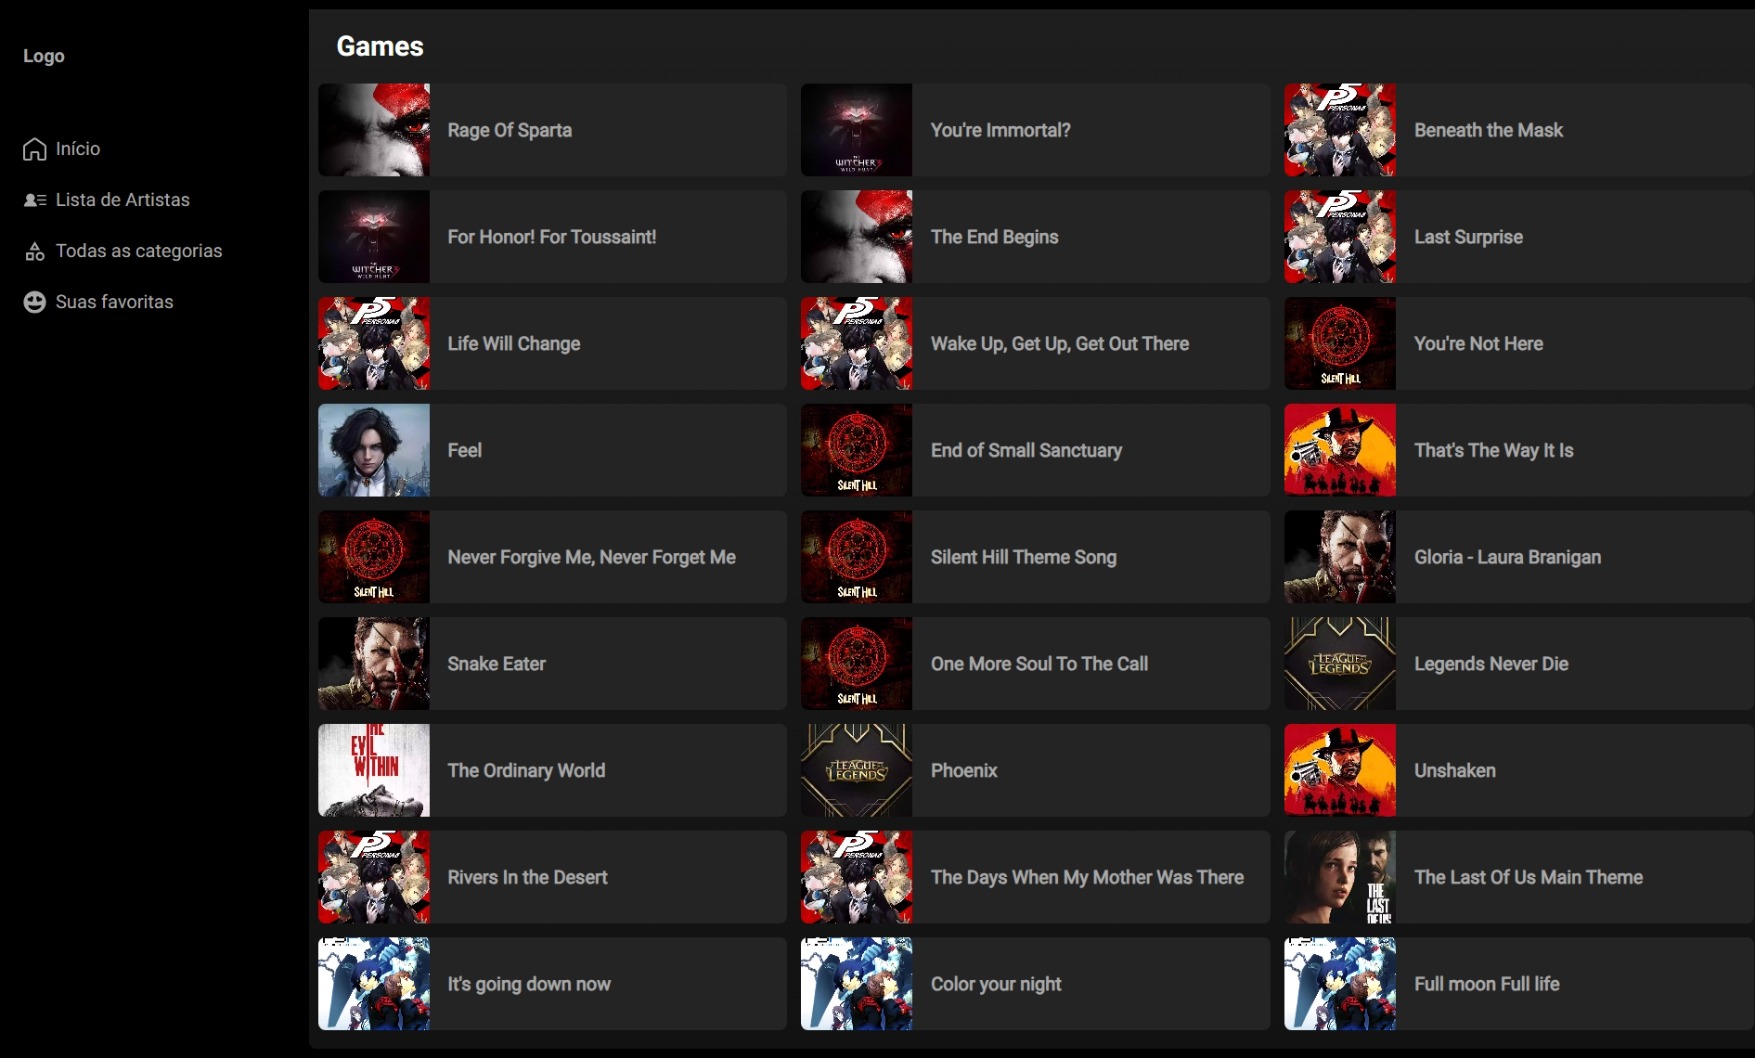 Logo
Início
Lista de Artistas
Todas as categorias
Suas favoritas
Games
Rage Of Sparta
THE WITCHER 3 WILD HUNT
You're Immortal?
P5 PERSONA5
Beneath the Mask
THE WITCHER 3 WILD HUNT
For Honor! For Toussaint!
The End Begins
P5 PERSONA5
Last Surprise
P5 PERSONA5
Life Will Change
P5 PERSONA5
Wake Up, Get Up, Get Out There
SILENT HILL
You're Not Here
Feel
SILENT HILL
End of Small Sanctuary
That's The Way It Is
SILENT HILL
Never Forgive Me, Never Forget Me
SILENT HILL
Silent Hill Theme Song
Gloria - Laura Branigan
Snake Eater
SILENT HILL
One More Soul To The Call
LEAGUE OF LEGENDS
Legends Never Die
THE
EVIL
WITHIN
The Ordinary World
LEAGUE OF LEGENDS
Phoenix
Unshaken
P5 PERSONA5
Rivers In the Desert
P5 PERSONA5
The Days When My Mother Was There
THE
LAST
OF US
The Last Of Us Main Theme
It's going down now
Color your night
Full moon Full life